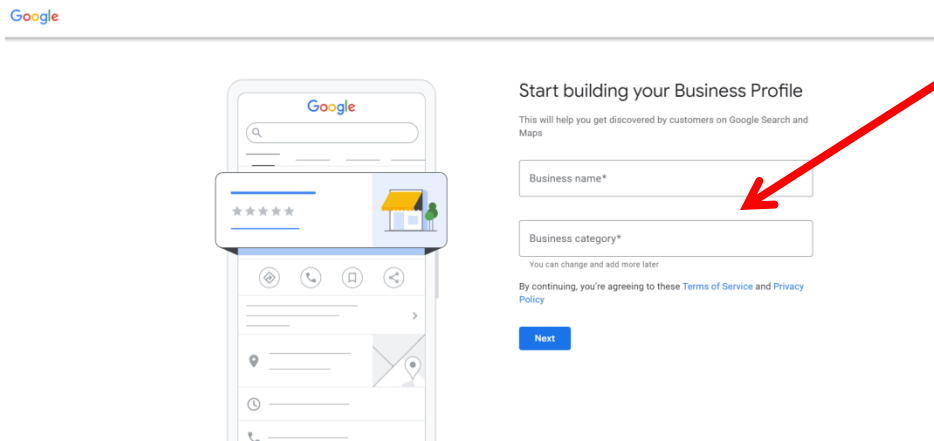 Google
Google
Start building your Business Profile
This will help you get discovered by customers on Google Search and
Maps
Business name*
Business category*
You can change and add more later
By continuing, you're agreeing to these Terms of Service and Privacy
Policy
Next